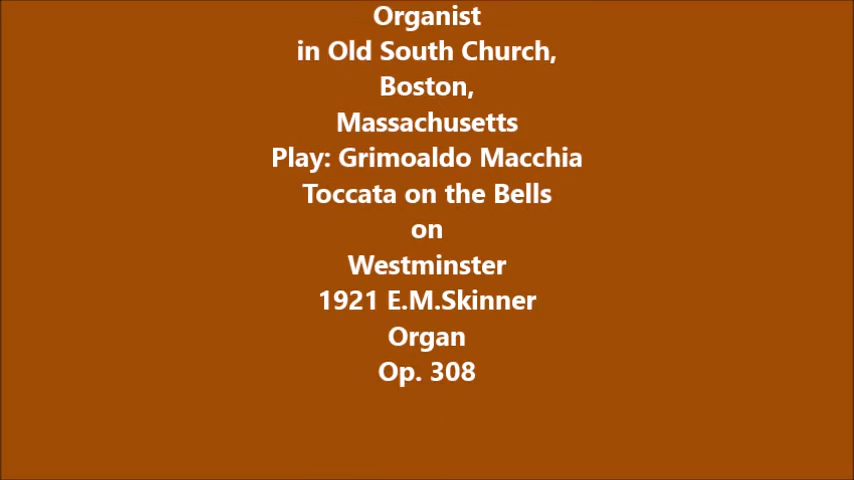 Organist
in Old South Church,
Boston,
Massachusetts
Play: Grimoaldo Macchia
Toccata on the Bells
on
Westminster
1921 E.M.Skinner
Organ
Op. 308